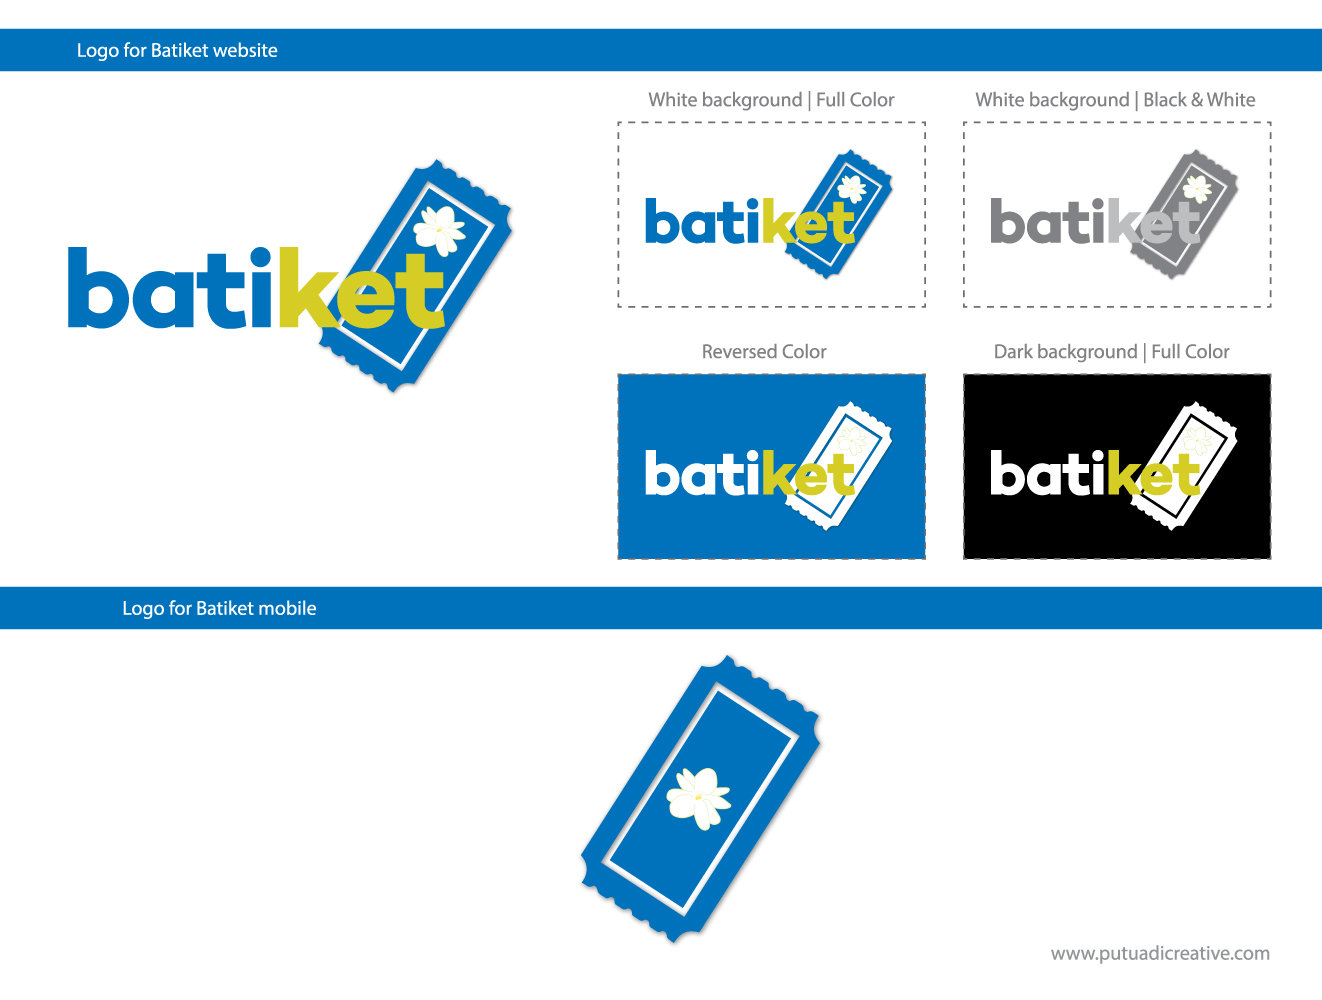 Logo for Batiket website
White background | Full Color
White background | Black & White
batiket
batiket
batiket
Reversed Color
Dark background | Full Color
batiket
batiket
Logo for Batiket mobile
www.putuadicreative.com